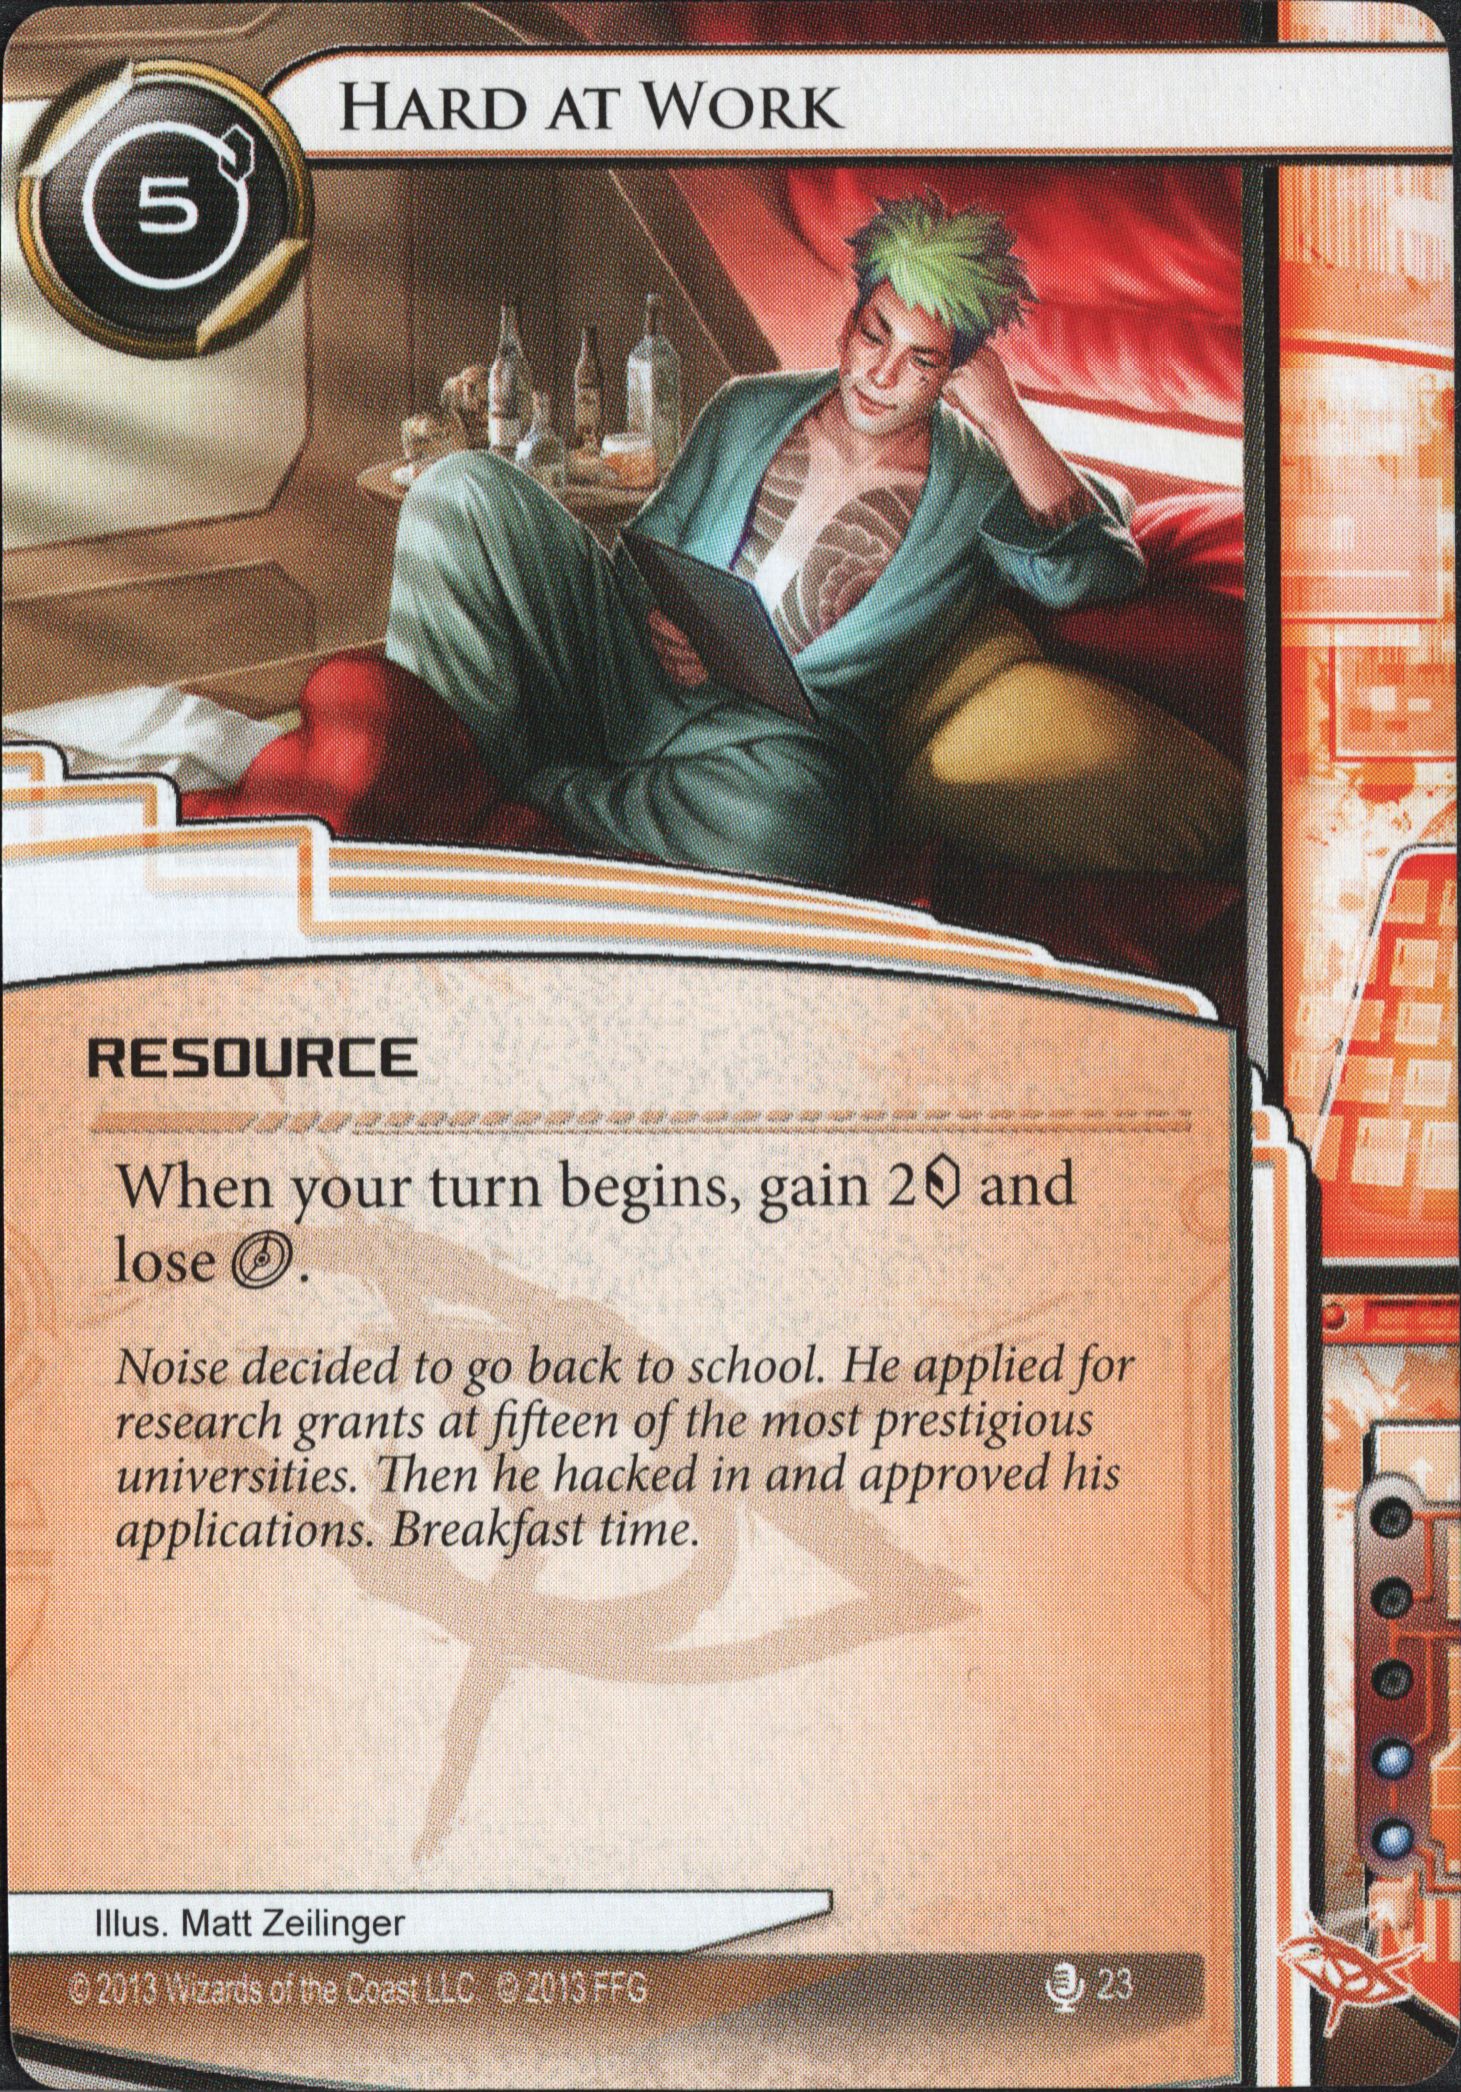 5
HARD AT WORK
RESOURCE
When your turn begins, gain 2 and
lose .
Noise decided to go back to school. He applied for
research grants at fifteen of the most prestigious
universities. Then he hacked in and approved his
applications. Breakfast time.
Illus. Matt Zeilinger
© 2013 Wizards of the Coast LLC. © 2013 FFG
23